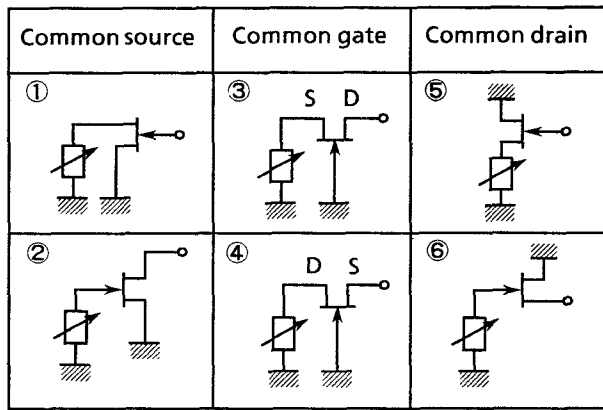 Common source Common gate Common drain
① ③ S D ⑤
② ④ D S ⑥